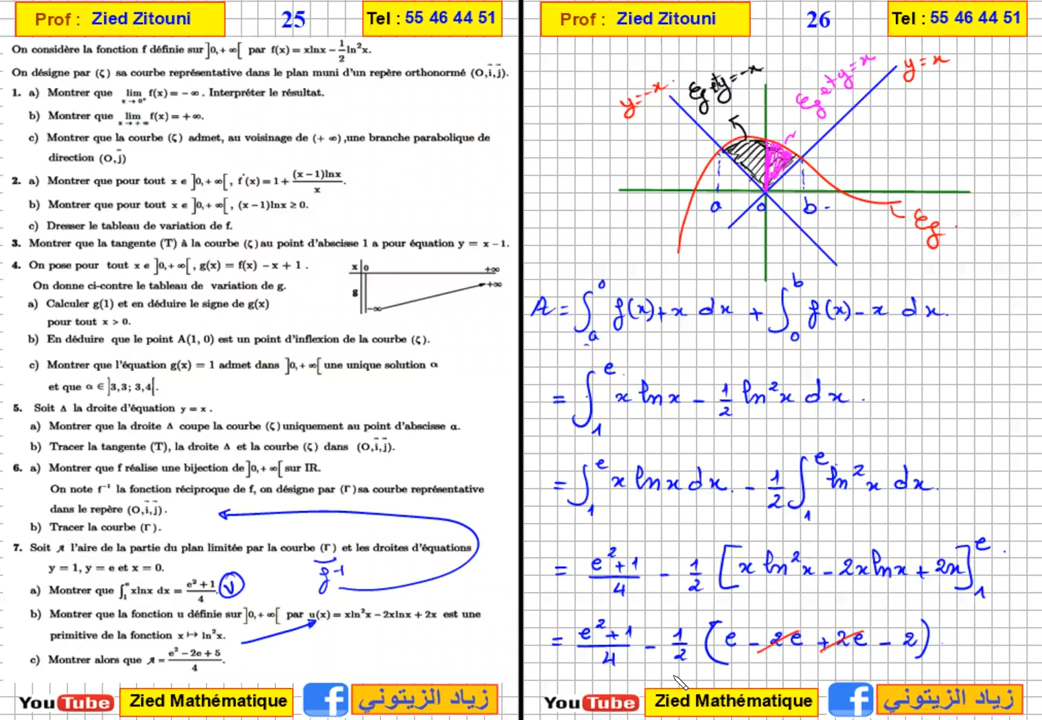 Prof : Zied Zitouni
25
Tel : 55 46 44 51
On considère la fonction f définie sur ]0,+∞[ par f(x) = xlnx − 1/2 ln²x.
On désigne par (ζ) sa courbe représentative dans le plan muni d'un repère orthonormé (O,i,j).
1. a) Montrer que lim x→0⁺ f(x) = −∞. Interpréter le résultat.
b) Montrer que lim x→+∞ f(x) = +∞.
c) Montrer que la courbe (ζ) admet, au voisinage de (+∞) ,une branche parabolique de
direction (O,j)
2. a) Montrer que pour tout x ∈ ]0,+∞[, f'(x) = 1 + (x−1)lnx / x.
b) Montrer que pour tout x ∈ ]0,+∞[, (x−1)lnx ≥ 0.
c) Dresser le tableau de variation de f.
3. Montrer que la tangente (T) à la courbe (ζ) au point d'abscisse 1 a pour équation y = x − 1.
4. On pose pour tout x ∈ ]0,+∞[, g(x) = f(x) − x + 1 .
On donne ci-contre le tableau de variation de g.
x 0 +∞
g −∞ +∞
a) Calculer g(1) et en déduire le signe de g(x)
pour tout x > 0.
b) En déduire que le point A(1, 0) est un point d'inflexion de la courbe (ζ).
c) Montrer que l'équation g(x) = 1 admet dans ]0,+∞[ une unique solution α
et que α ∈ ]3,3; 3,4[.
5. Soit Δ la droite d'équation y = x .
a) Montrer que la droite Δ coupe la courbe (ζ) uniquement au point d'abscisse α.
b) Tracer la tangente (T), la droite Δ et la courbe (ζ) dans (O,i,j).
6. a) Montrer que f réalise une bijection de ]0,+∞[ sur IR.
On note f⁻¹ la fonction réciproque de f, on désigne par (Γ) sa courbe représentative
dans le repère (O,i,j).
b) Tracer la courbe (Γ).
7. Soit 𝒜 l'aire de la partie du plan limitée par la courbe (Γ) et les droites d'équations
y = 1, y = e et x = 0.
f⁻¹
a) Montrer que ∫₁ᵉ xlnx dx = (e²+1)/4. V
b) Montrer que la fonction u définie sur ]0,+∞[ par u(x) = xln²x − 2xlnx + 2x est une
primitive de la fonction x ↦ ln²x.
c) Montrer alors que 𝒜 = (e² − 2e + 5)/4.
You Tube
Zied Mathématique
f
زياد الزيتوني
Prof : Zied Zitouni
26
Tel : 55 46 44 51
y=-x
ζg et y=-x
ζg et y=x
y=x
a 0 b
ζg
A = ∫ₐ⁰ f(x)+x dx + ∫₀ᵇ f(x)-x dx.
= ∫₁ᵉ x ln x - 1/2 ln²x dx.
= ∫₁ᵉ x ln x dx - 1/2 ∫₁ᵉ ln²x dx.
= (e²+1)/4 - 1/2 [x ln²x - 2x ln x + 2x]₁ᵉ
= (e²+1)/4 - 1/2 (e - 2e + 2e - 2)
You Tube
Zied Mathématique
f
زياد الزيتوني